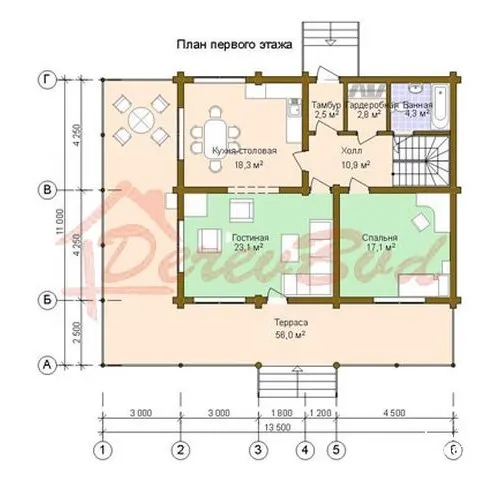 План первого этажа
Г
Тамбур
2,5 м²
Гардеробная
2,8 м²
Ванная
4,3 м²
4 250
Кухня-столовая
18,3 м²
Холл
10,9 м²
В
11 000
DerevBud
4 250
Гостиная
23,1 м²
Спальня
17,1 м²
Б
2 500
Терраса
56,0 м²
А
3 000
3 000
1 800
1 200
4 500
13 500
1
2
3
4
5
6